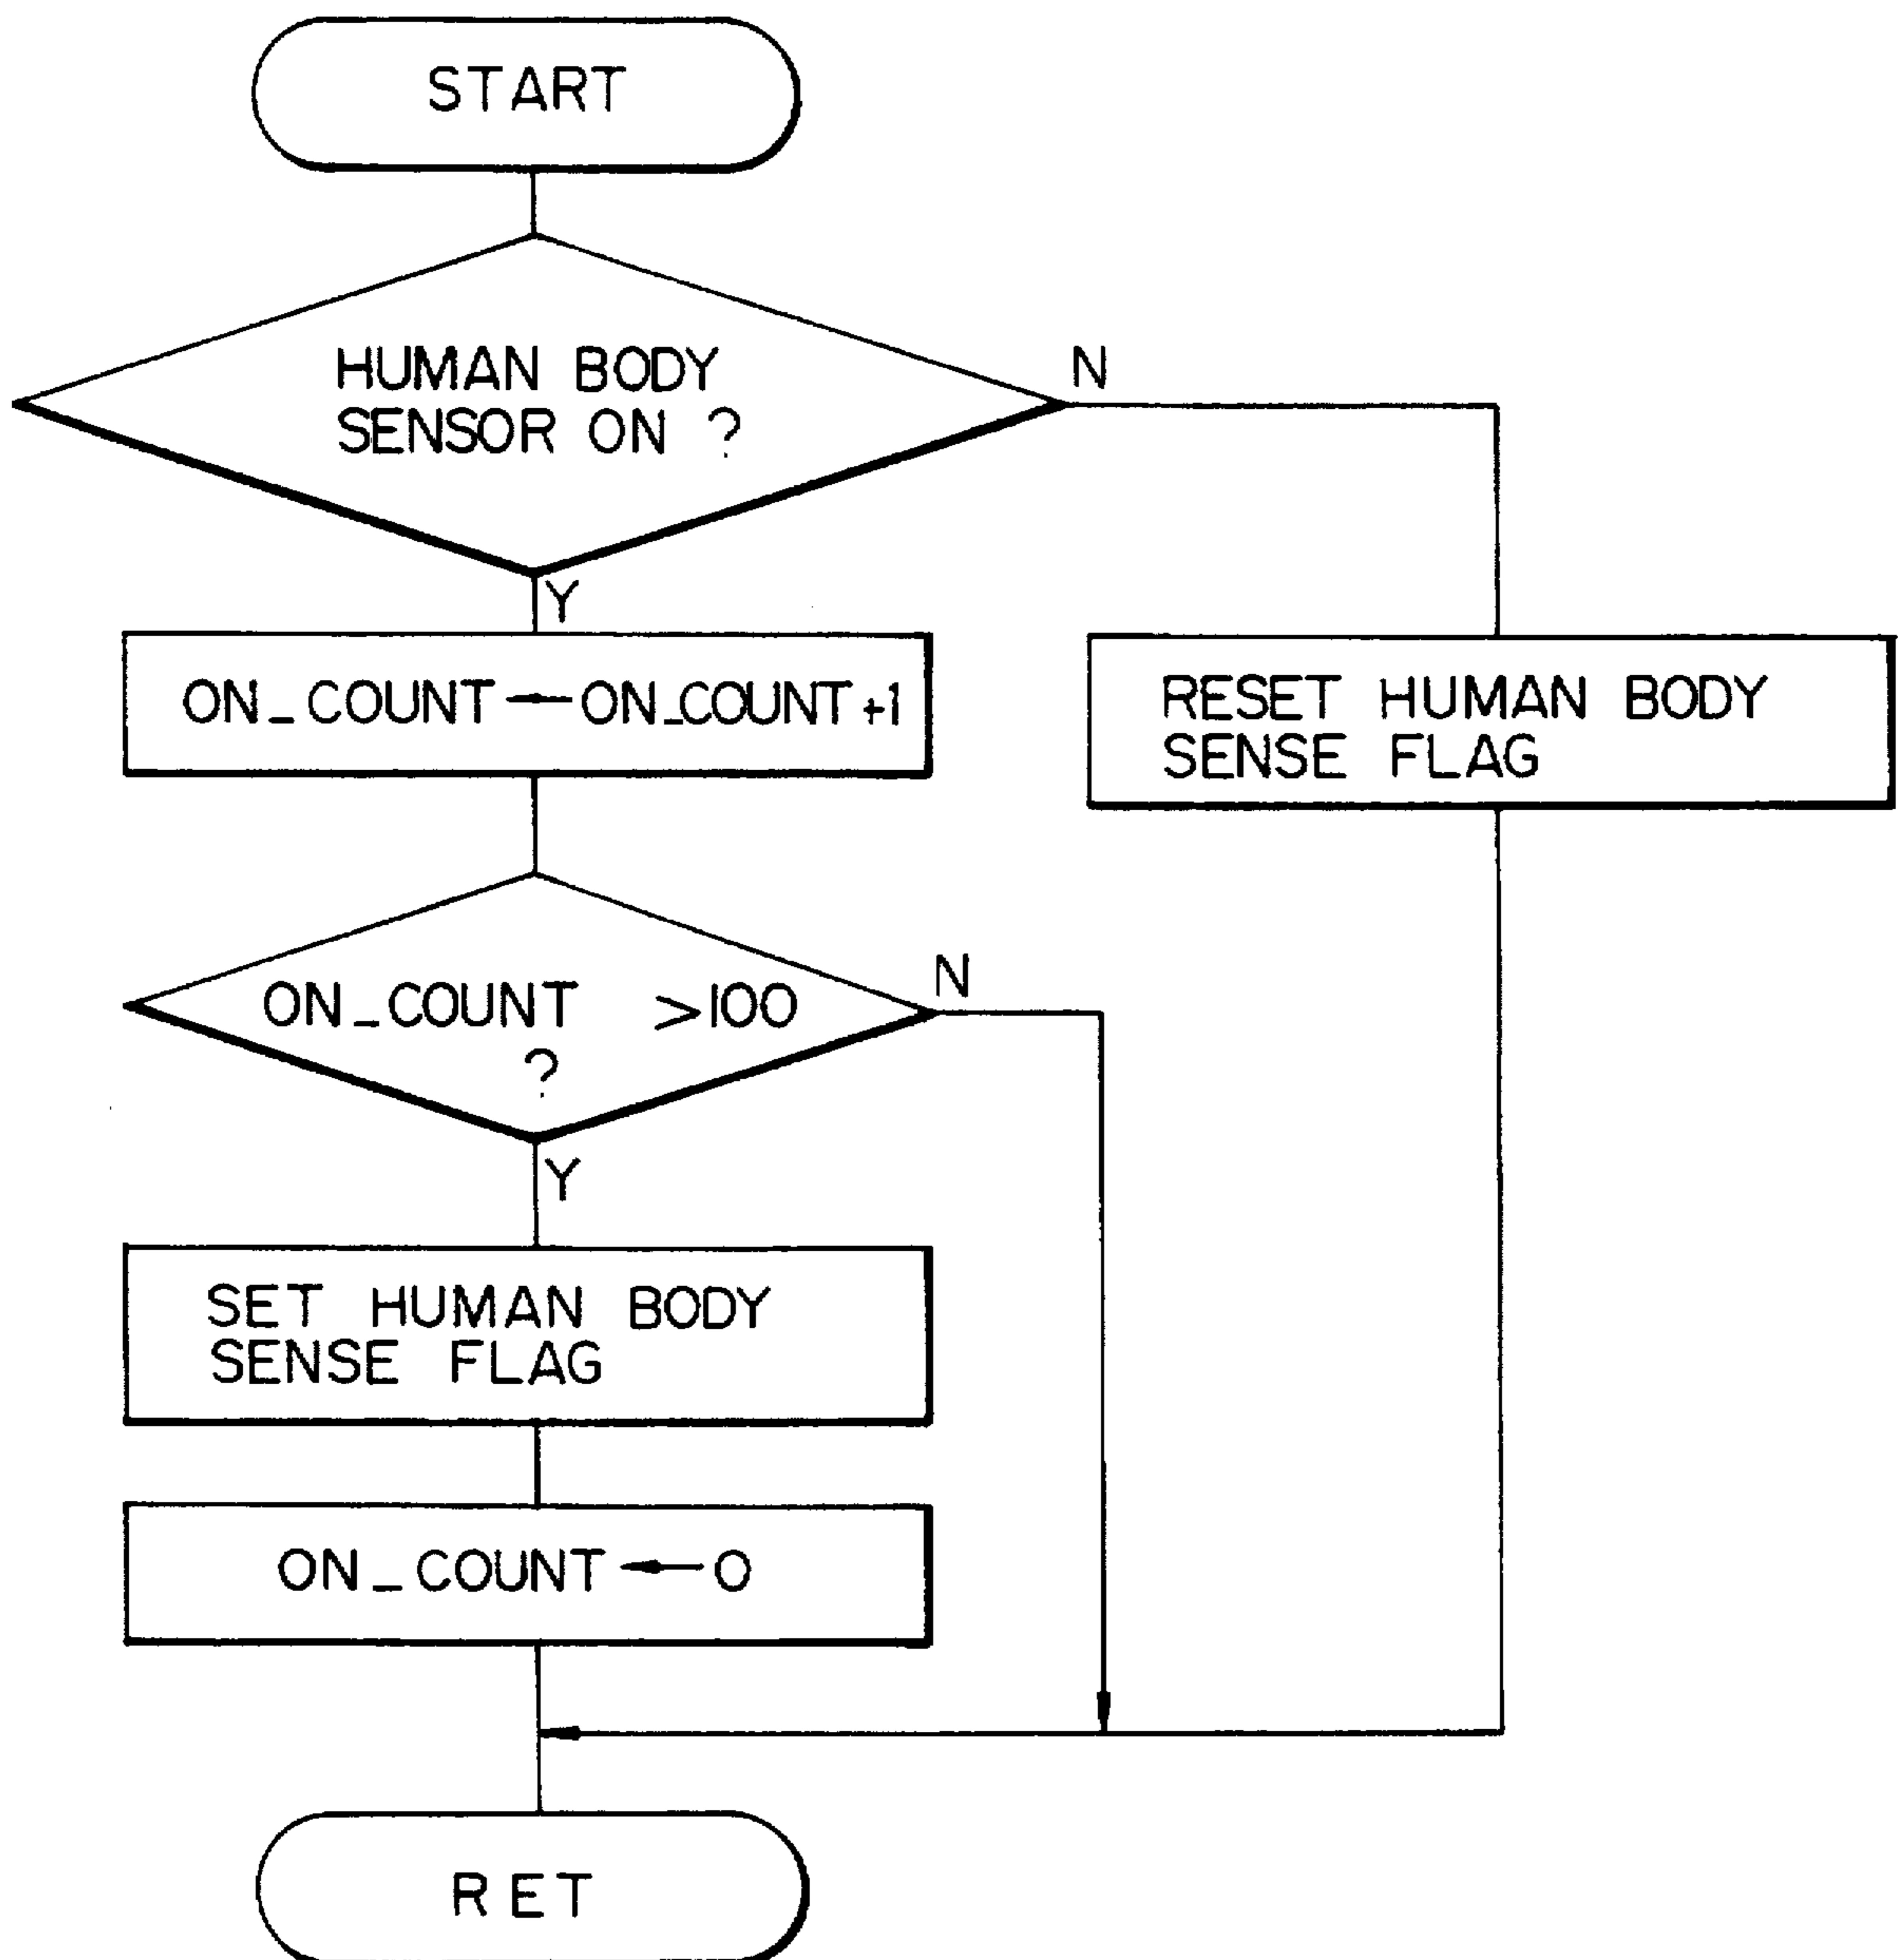 START
HUMAN BODY
SENSOR ON ?
N
Y
ON_COUNT←ON_COUNT+1
RESET HUMAN BODY
SENSE FLAG
ON_COUNT >100
?
N
Y
SET HUMAN BODY
SENSE FLAG
ON_COUNT←0
RET